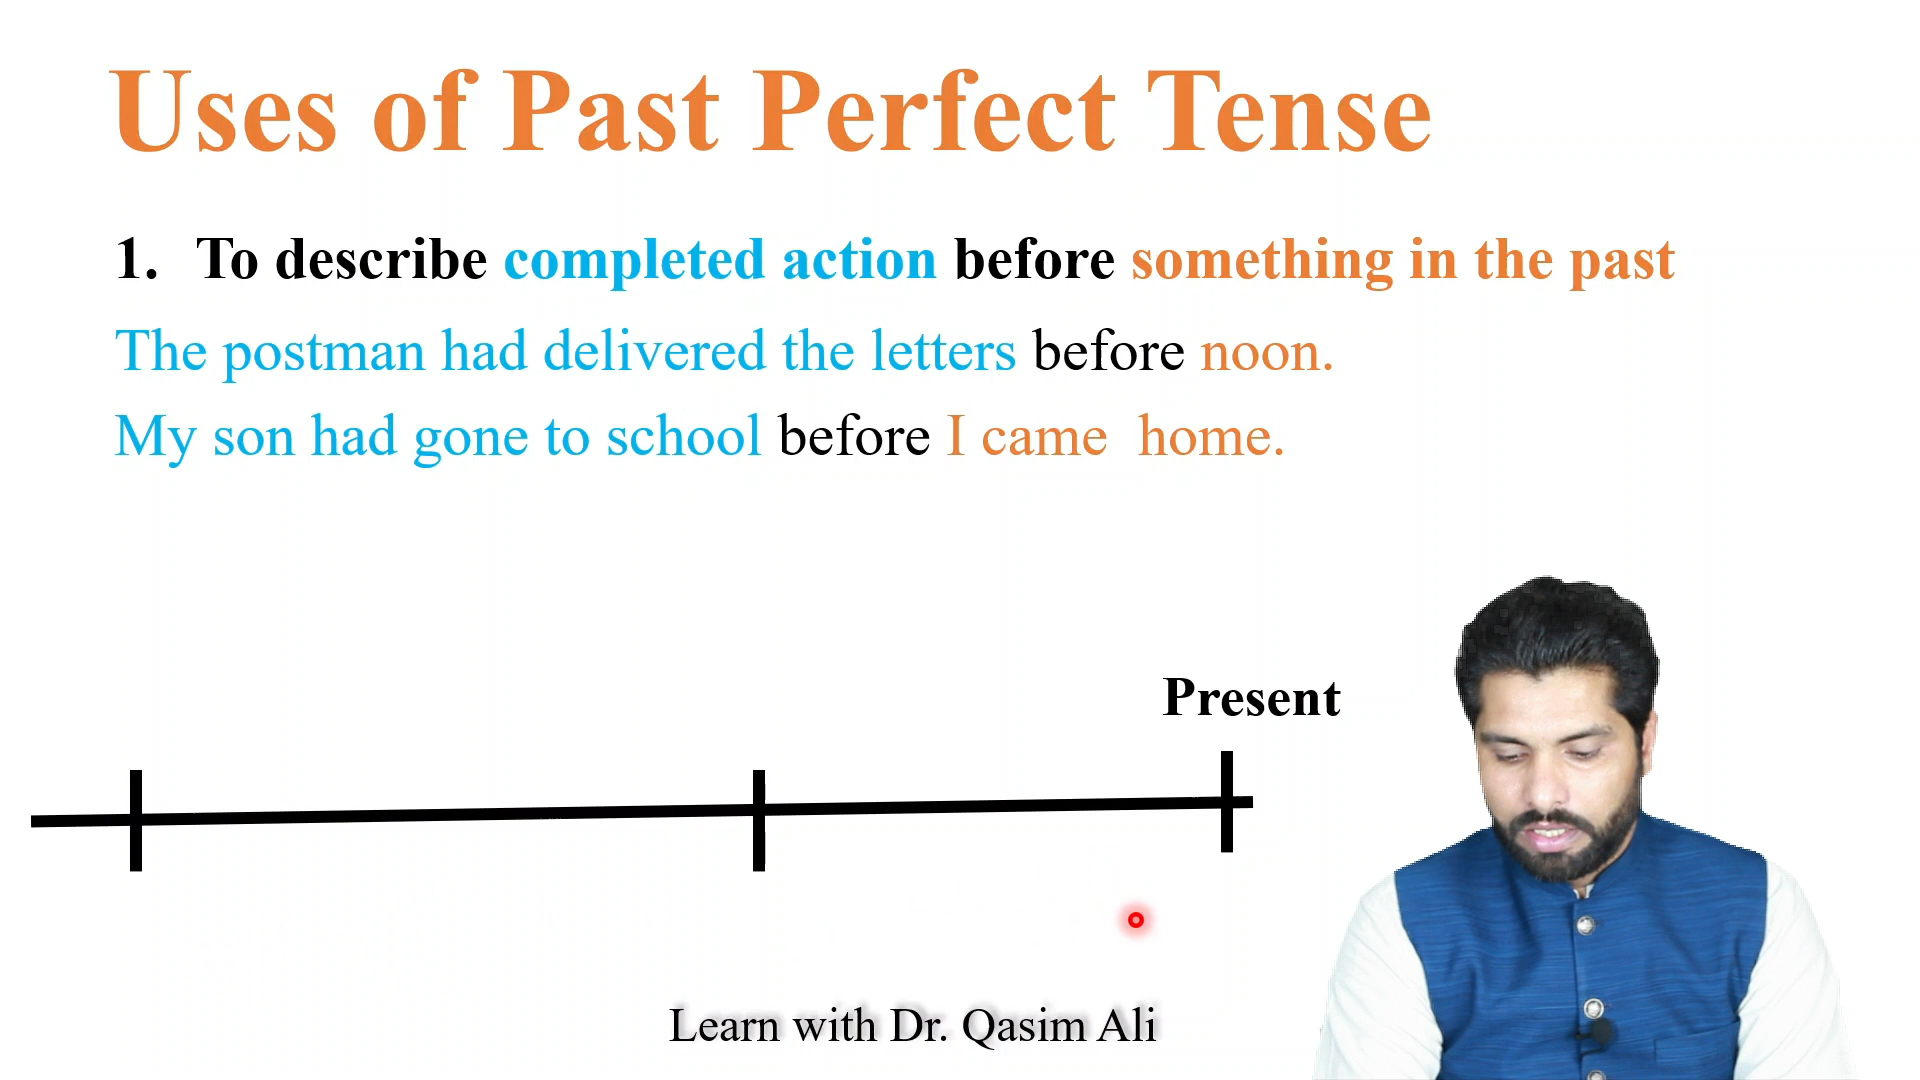 Uses of Past Perfect Tense
1. To describe completed action before something in the past
The postman had delivered the letters before noon.
My son had gone to school before I came home.
Present
Learn with Dr. Qasim Ali